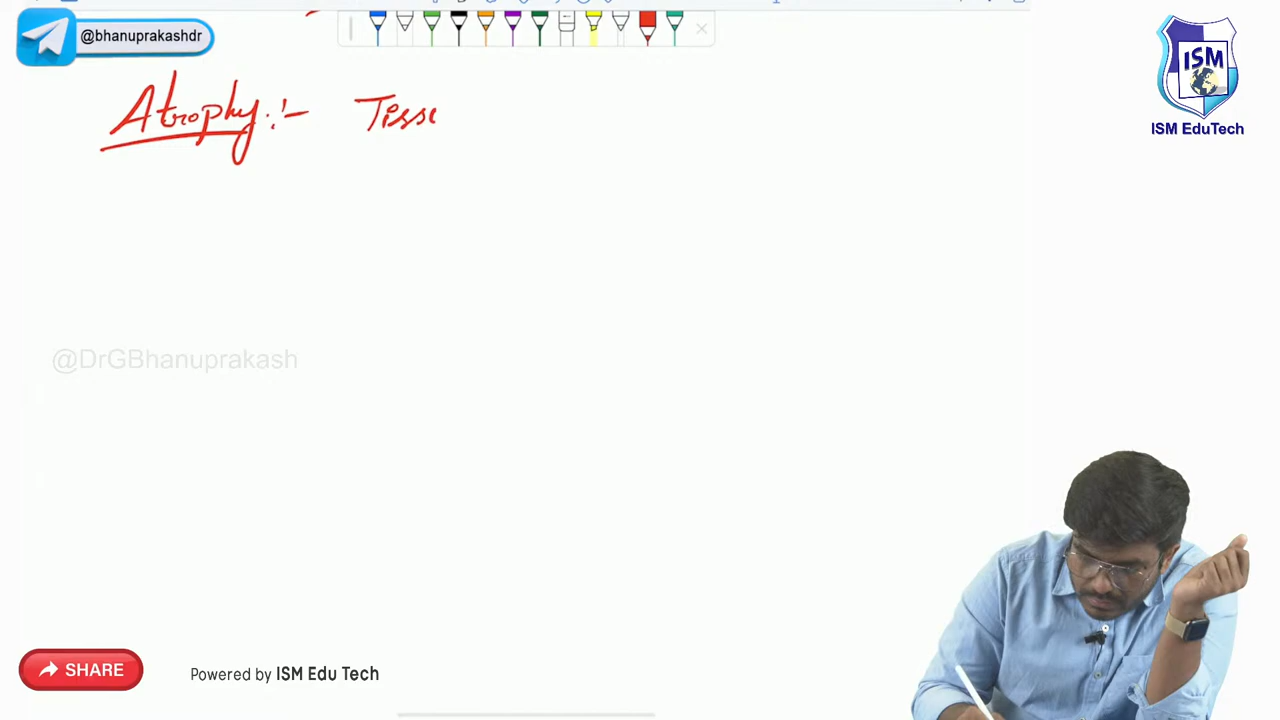 @bhanuprakashdr
ISM
ISM EduTech
Atrophy :- Tissu
@DrGBhanuprakash
SHARE
Powered by ISM Edu Tech